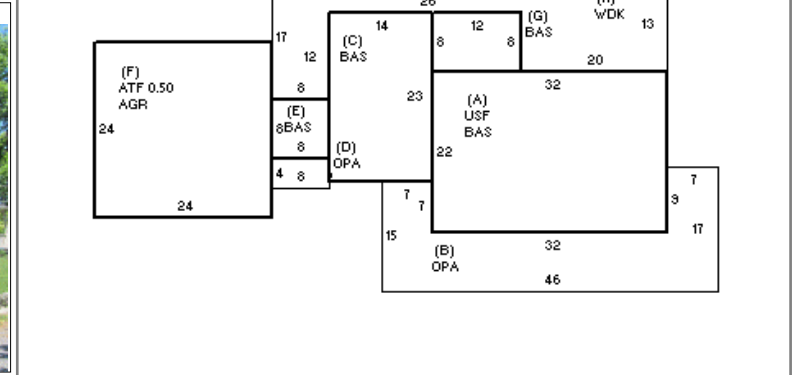 26
WDK
13
(G)
BAS
14
12
17
(C)
BAS
8
8
12
20
(F)
ATF 0.50
AGR
8
32
23
(A)
USF
BAS
(E)
8BAS
24
8
(D)
OPA
22
4
8
7
7
7
9
24
15
17
32
(B)
OPA
46